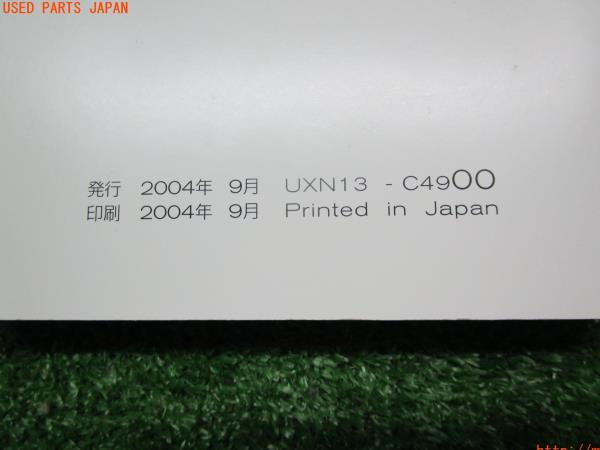 USED PARTS JAPAN
発行 2004年 9月 UXN13 - C4900
印刷 2004年 9月 Printed in Japan